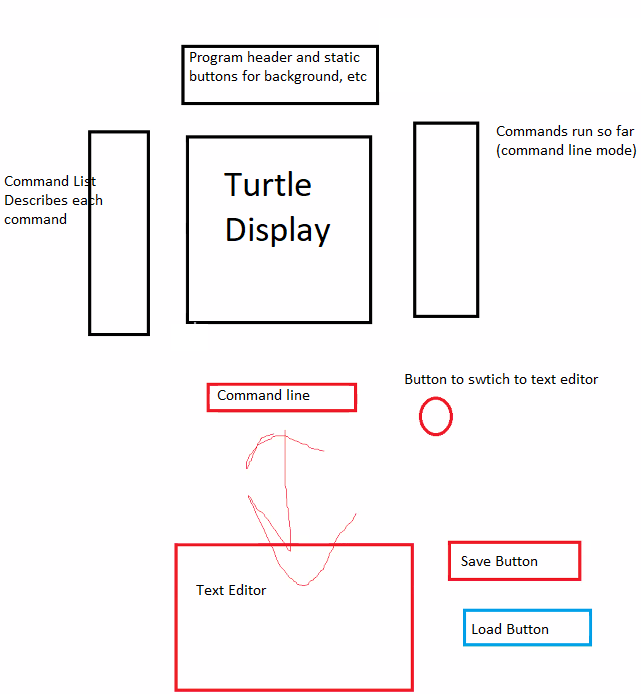 Program header and static
buttons for background, etc
Commands run so far
(command line mode)
Command List
Describes each
command
Turtle
Display
Button to swtich to text editor
Command line
Save Button
Text Editor
Load Button